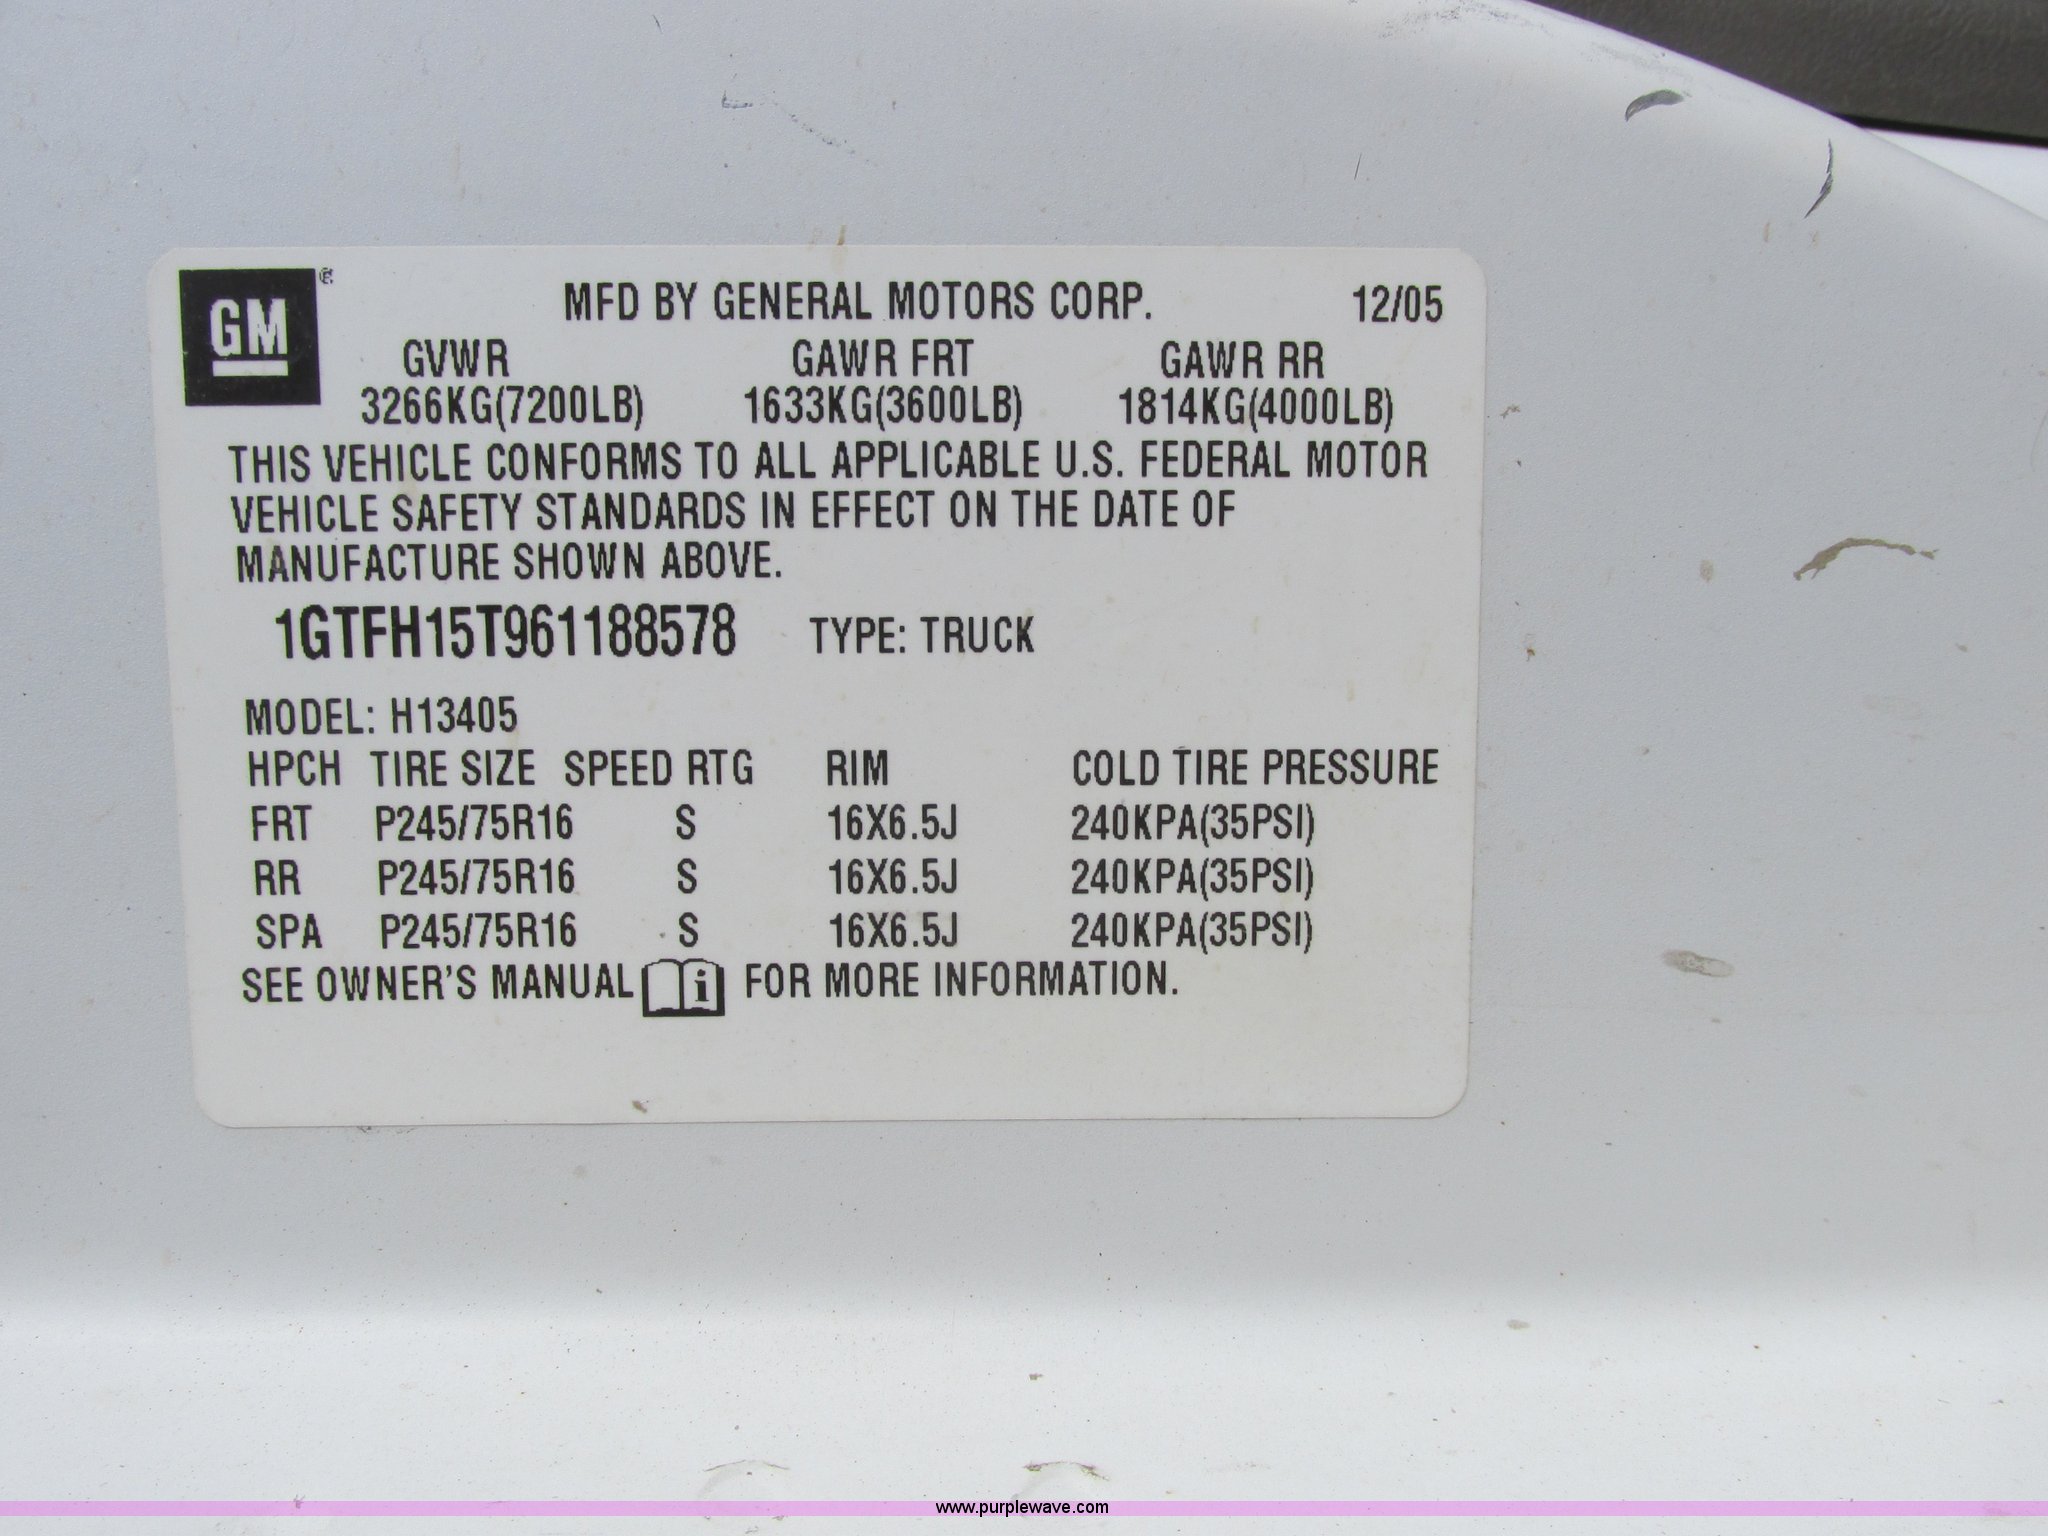 GM ®
MFD BY GENERAL MOTORS CORP. 12/05
GVWR GAWR FRT GAWR RR
3266KG(7200LB) 1633KG(3600LB) 1814KG(4000LB)
THIS VEHICLE CONFORMS TO ALL APPLICABLE U.S. FEDERAL MOTOR
VEHICLE SAFETY STANDARDS IN EFFECT ON THE DATE OF
MANUFACTURE SHOWN ABOVE.
1GTFH15T961188578 TYPE: TRUCK
MODEL: H13405
HPCH TIRE SIZE SPEED RTG RIM COLD TIRE PRESSURE
FRT P245/75R16 S 16X6.5J 240KPA(35PSI)
RR P245/75R16 S 16X6.5J 240KPA(35PSI)
SPA P245/75R16 S 16X6.5J 240KPA(35PSI)
SEE OWNER'S MANUAL i FOR MORE INFORMATION.
www.purplewave.com